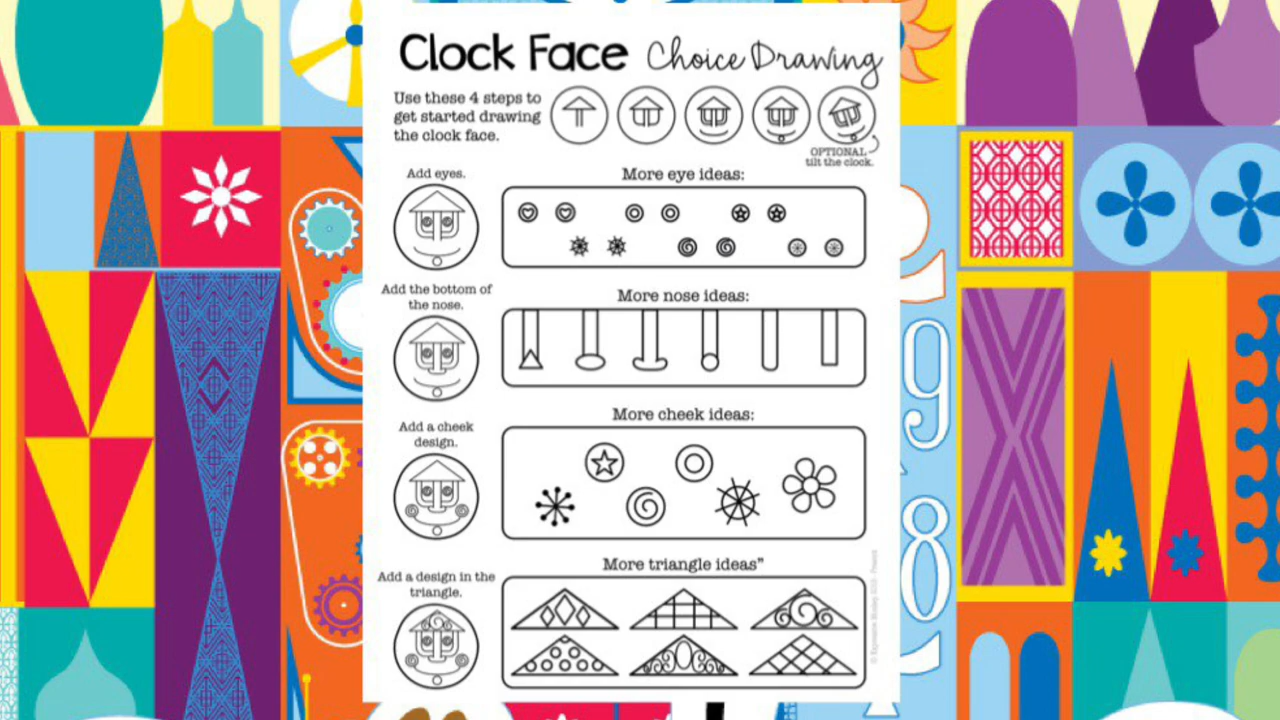 Clock Face Choice Drawing
Use these 4 steps to
get started drawing
the clock face.
OPTIONAL
tilt the clock.
Add eyes.
More eye ideas:
Add the bottom of
the nose.
More nose ideas:
Add a cheek
design.
More cheek ideas:
Add a design in the
triangle.
More triangle ideas”
9
8